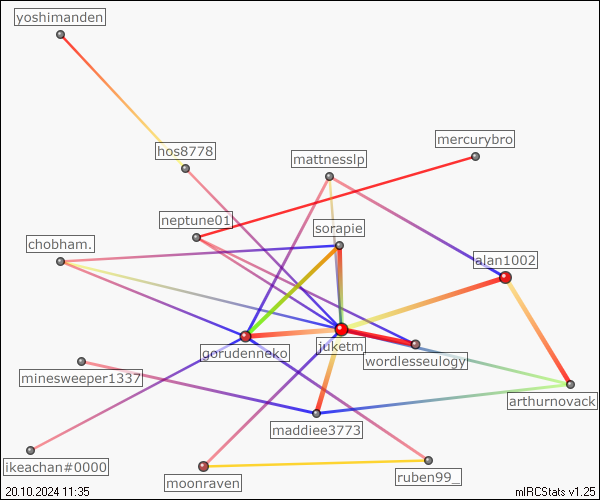 yoshimanden
mercurybro
hos8778
mattnesslp
neptune01
sorapie
chobham.
alan1002
juketm
gorudenneko
wordlesseulogy
minesweeper1337
arthurnovack
maddiee3773
ikeachan#0000
ruben99_
moonraven
20.10.2024 11:35
mIRCStats v1.25